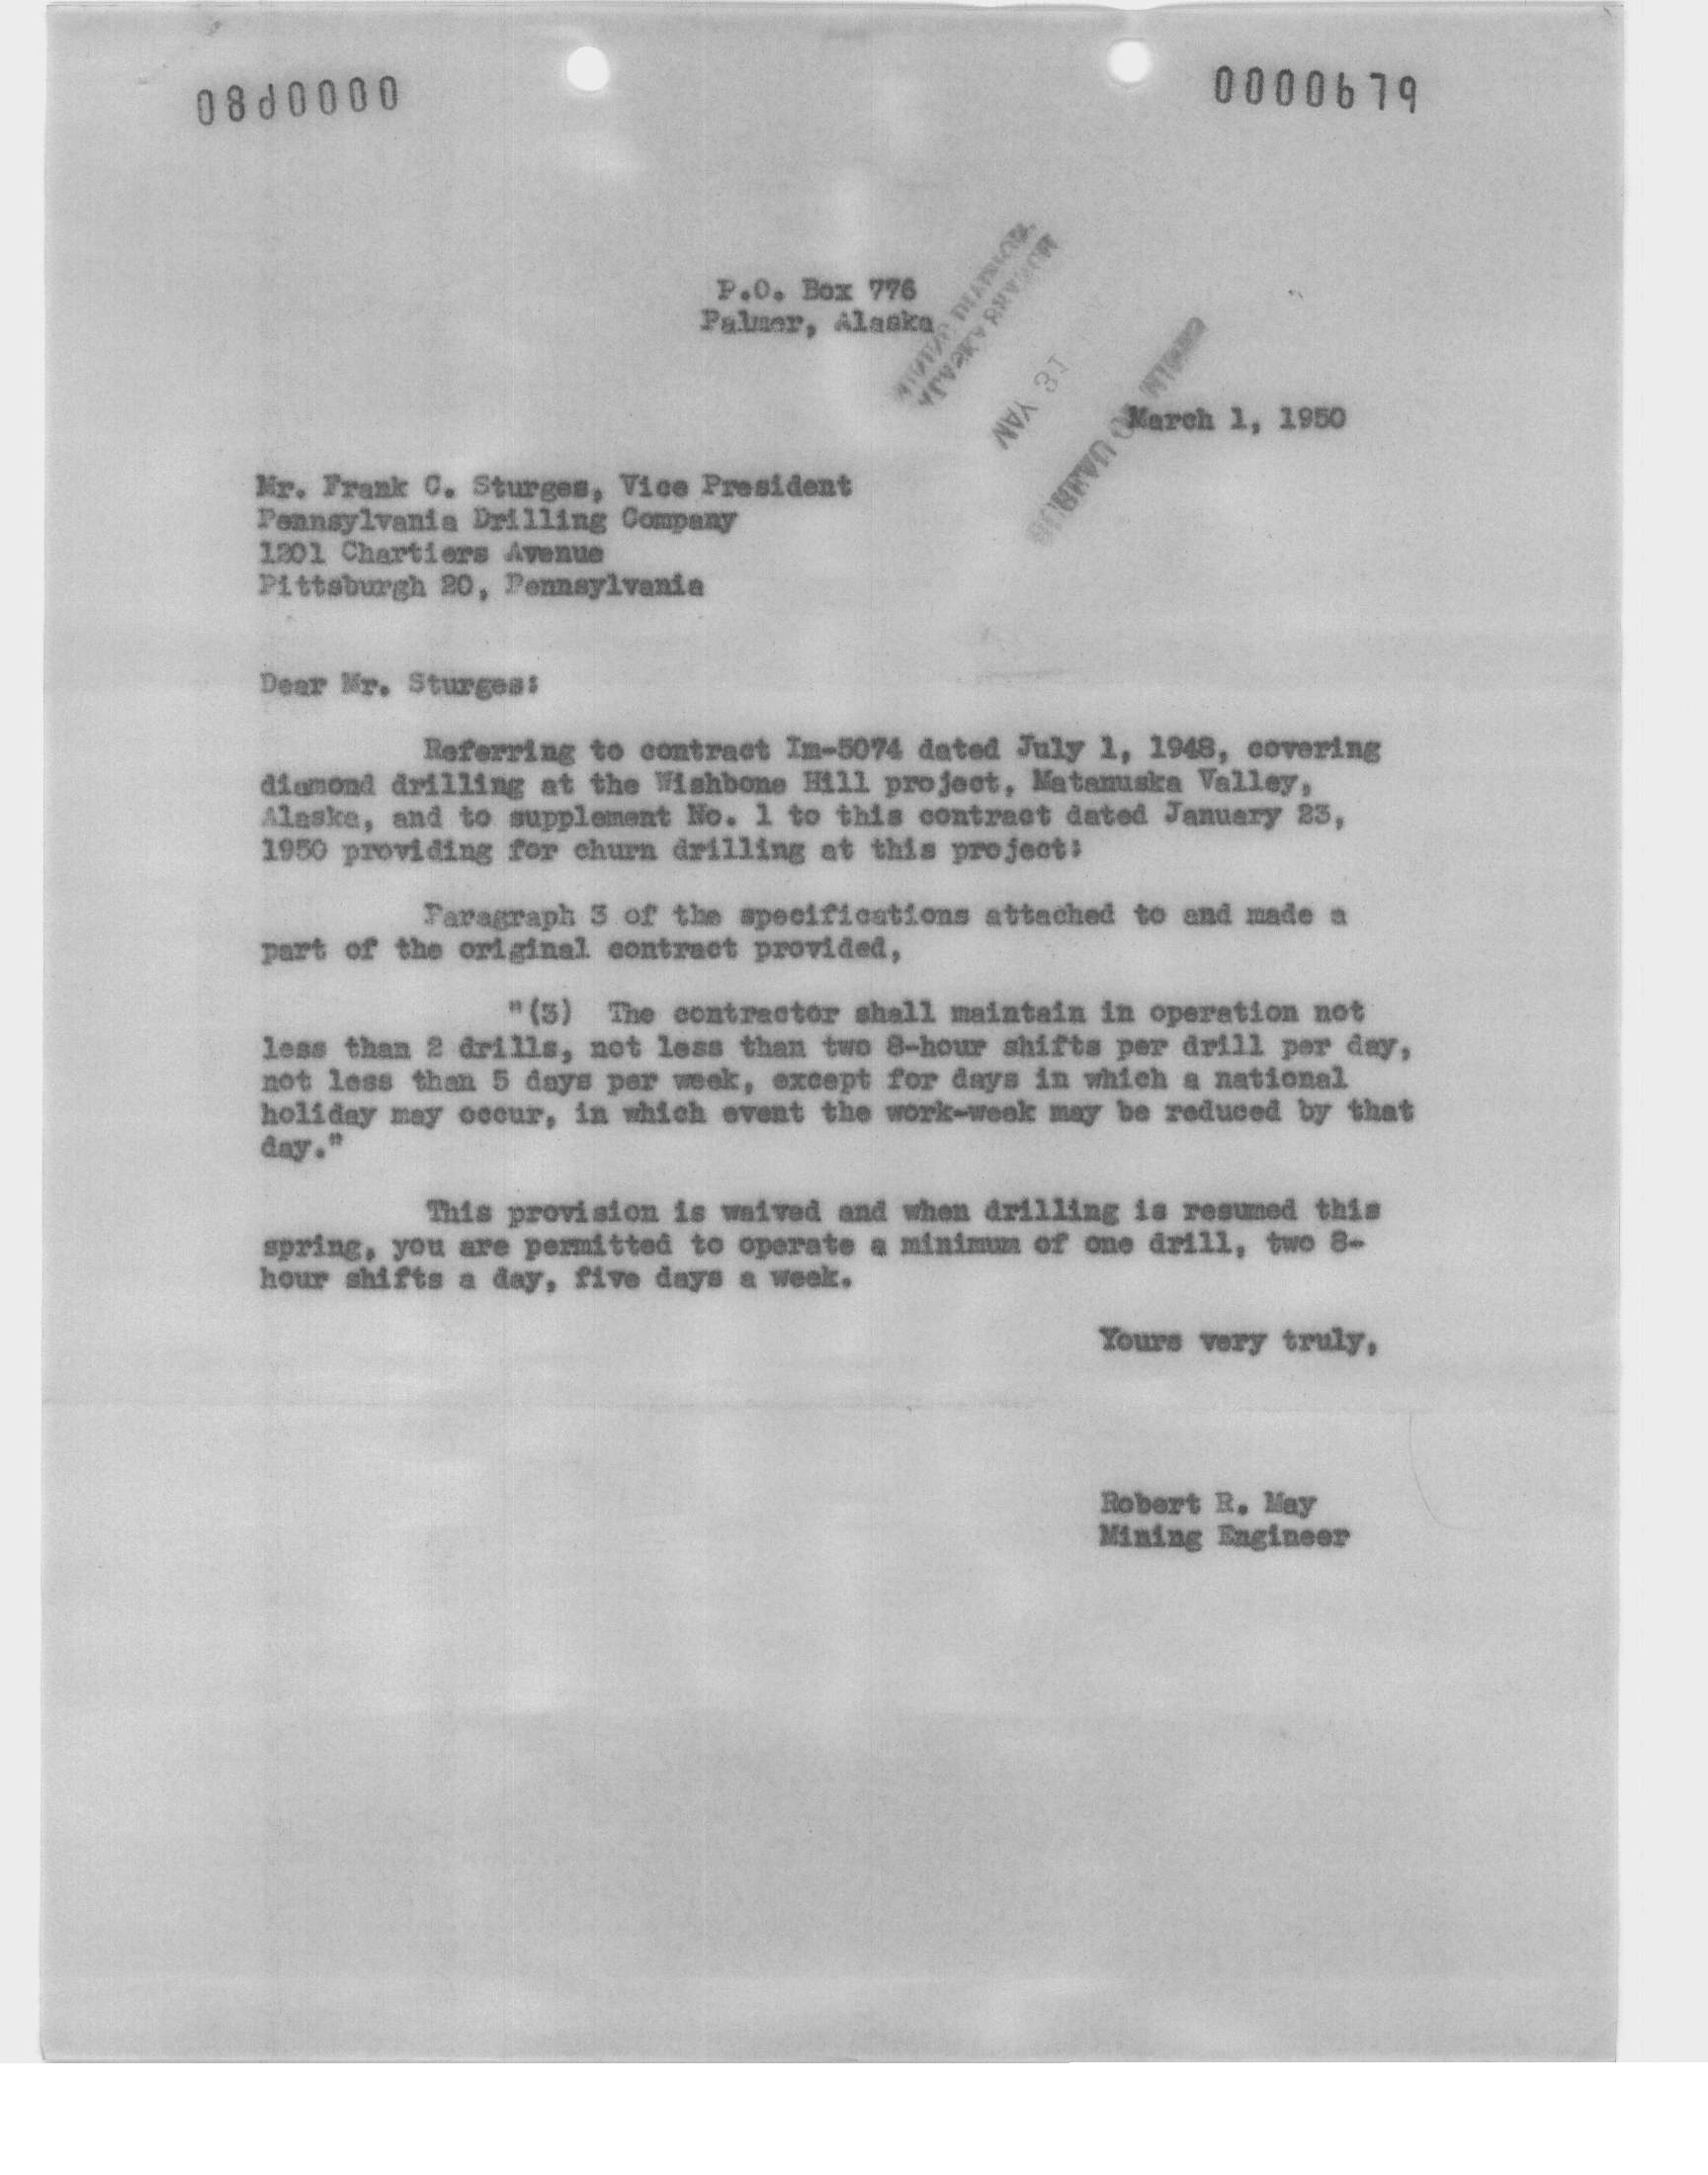 0000679
P.O. Box 776
Palmer, Alaska
March 1, 1950
Mr. Frank C. Sturges, Vice President
Pennsylvania Drilling Company
1201 Chartiers Avenue
Pittsburgh 20, Pennsylvania
Dear Mr. Sturges:
Referring to contract Im-5074 dated July 1, 1948, covering
diamond drilling at the Wishbone Hill project, Matanuska Valley,
Alaska, and to supplement No. 1 to this contract dated January 23,
1950 providing for churn drilling at this project:
Paragraph 3 of the specifications attached to and made a
part of the original contract provided,
"(3) The contractor shall maintain in operation not
less than 2 drills, not less than two 8-hour shifts per drill per day,
not less than 5 days per week, except for days in which a national
holiday may occur, in which event the work-week may be reduced by that
day."
This provision is waived and when drilling is resumed this
spring, you are permitted to operate a minimum of one drill, two 8-
hour shifts a day, five days a week.
Yours very truly,
Robert R. May
Mining Engineer